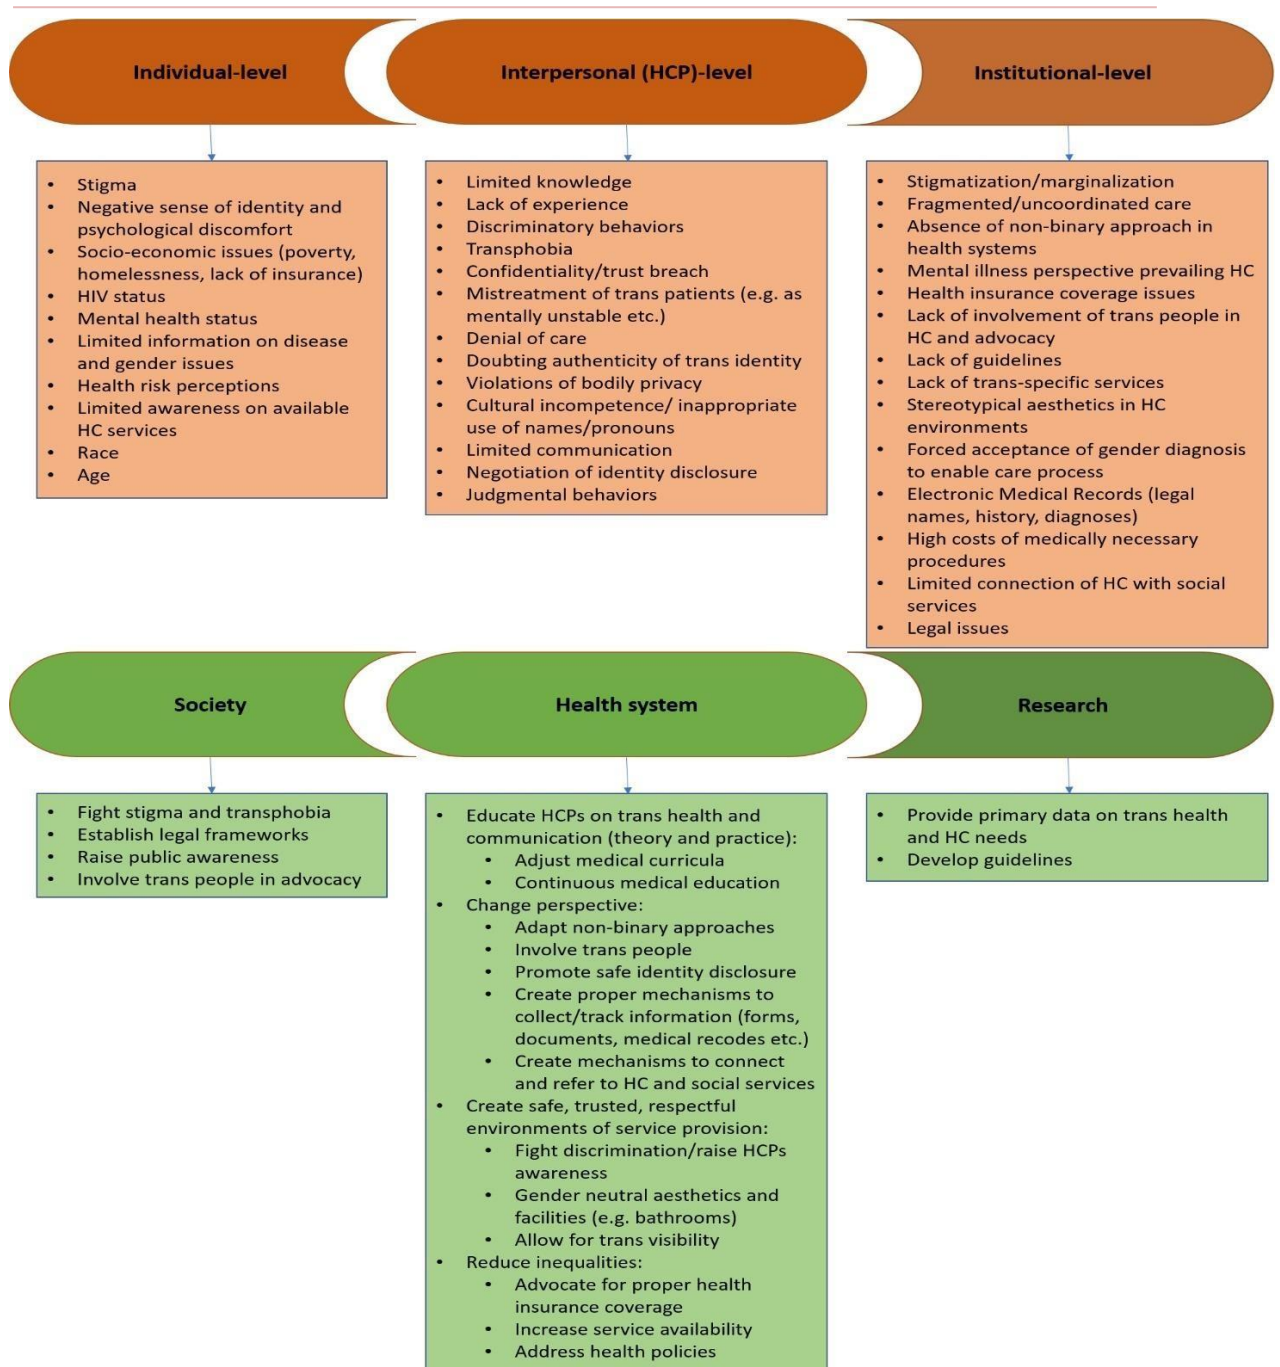 Individual-level
Interpersonal (HCP)-level
Institutional-level
• Stigma
• Negative sense of identity and
psychological discomfort
• Socio-economic issues (poverty,
homelessness, lack of insurance)
• HIV status
• Mental health status
• Limited information on disease
and gender issues
• Health risk perceptions
• Limited awareness on available
HC services
• Race
• Age
• Limited knowledge
• Lack of experience
• Discriminatory behaviors
• Transphobia
• Confidentiality/trust breach
• Mistreatment of trans patients (e.g. as
mentally unstable etc.)
• Denial of care
• Doubting authenticity of trans identity
• Violations of bodily privacy
• Cultural incompetence/ inappropriate
use of names/pronouns
• Limited communication
• Negotiation of identity disclosure
• Judgmental behaviors
• Stigmatization/marginalization
• Fragmented/uncoordinated care
• Absence of non-binary approach in
health systems
• Mental illness perspective prevailing HC
• Health insurance coverage issues
• Lack of involvement of trans people in
HC and advocacy
• Lack of guidelines
• Lack of trans-specific services
• Stereotypical aesthetics in HC
environments
• Forced acceptance of gender diagnosis
to enable care process
• Electronic Medical Records (legal
names, history, diagnoses)
• High costs of medically necessary
procedures
• Limited connection of HC with social
services
• Legal issues
Society
Health system
Research
• Fight stigma and transphobia
• Establish legal frameworks
• Raise public awareness
• Involve trans people in advocacy
• Educate HCPs on trans health and
communication (theory and practice):
• Adjust medical curricula
• Continuous medical education
• Change perspective:
• Adapt non-binary approaches
• Involve trans people
• Promote safe identity disclosure
• Create proper mechanisms to
collect/track information (forms,
documents, medical recodes etc.)
• Create mechanisms to connect
and refer to HC and social services
• Create safe, trusted, respectful
environments of service provision:
• Fight discrimination/raise HCPs
awareness
• Gender neutral aesthetics and
facilities (e.g. bathrooms)
• Allow for trans visibility
• Reduce inequalities:
• Advocate for proper health
insurance coverage
• Increase service availability
• Address health policies
• Provide primary data on trans health
and HC needs
• Develop guidelines